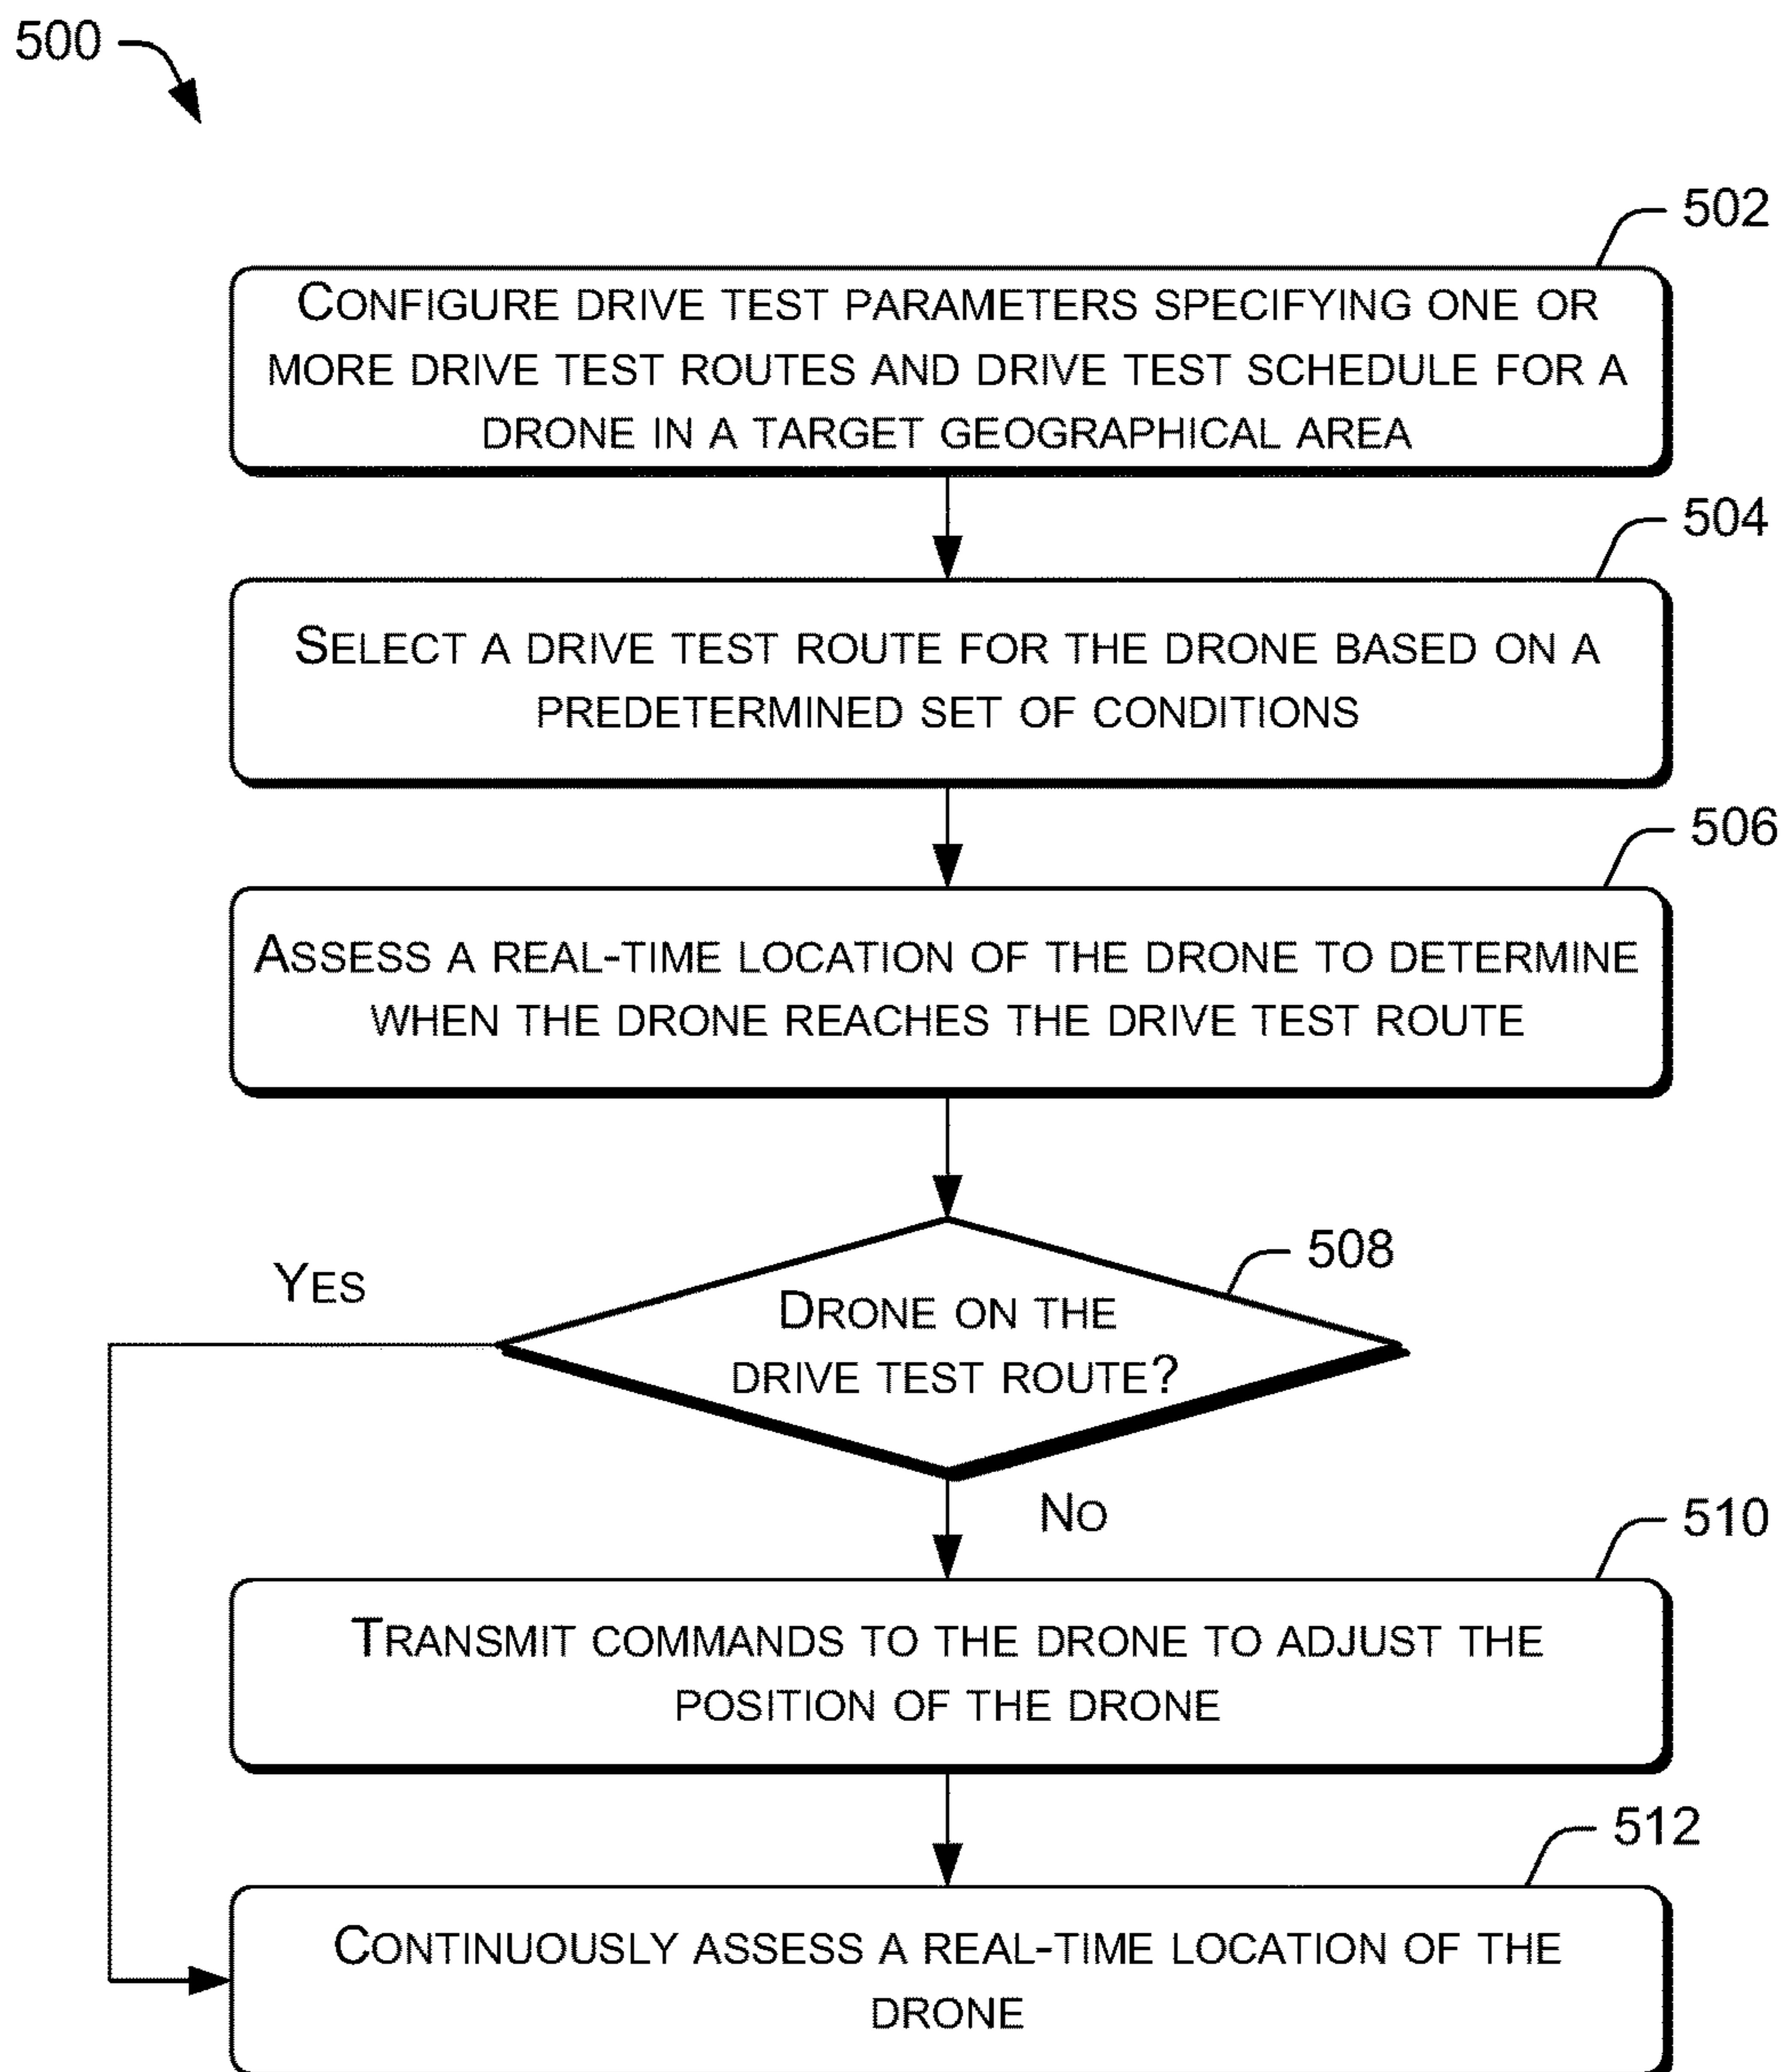 500
502
CONFIGURE DRIVE TEST PARAMETERS SPECIFYING ONE OR
MORE DRIVE TEST ROUTES AND DRIVE TEST SCHEDULE FOR A
DRONE IN A TARGET GEOGRAPHICAL AREA
504
SELECT A DRIVE TEST ROUTE FOR THE DRONE BASED ON A
PREDETERMINED SET OF CONDITIONS
506
ASSESS A REAL-TIME LOCATION OF THE DRONE TO DETERMINE
WHEN THE DRONE REACHES THE DRIVE TEST ROUTE
508
YES
DRONE ON THE
DRIVE TEST ROUTE?
NO
510
TRANSMIT COMMANDS TO THE DRONE TO ADJUST THE
POSITION OF THE DRONE
512
CONTINUOUSLY ASSESS A REAL-TIME LOCATION OF THE
DRONE